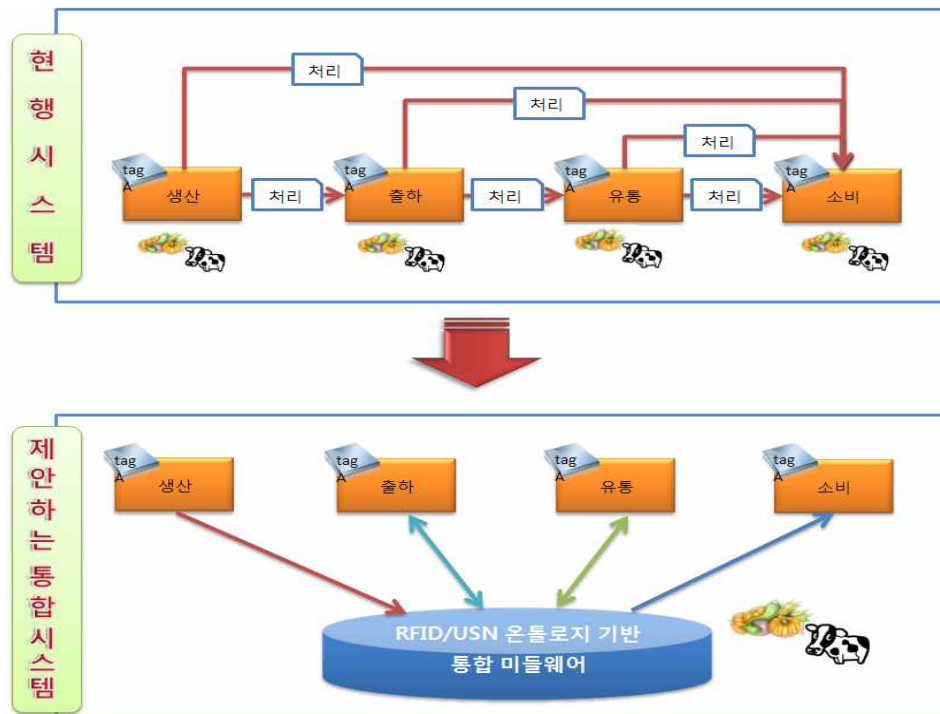 현행시스템
처리
처리
처리
tag
A
생산
처리
tag
A
출하
처리
tag
A
유통
처리
tag
A
소비
제안하는통합시스템
tag
A
생산
tag
A
출하
tag
A
유통
tag
A
소비
RFID/USN 온톨로지 기반
통합 미들웨어